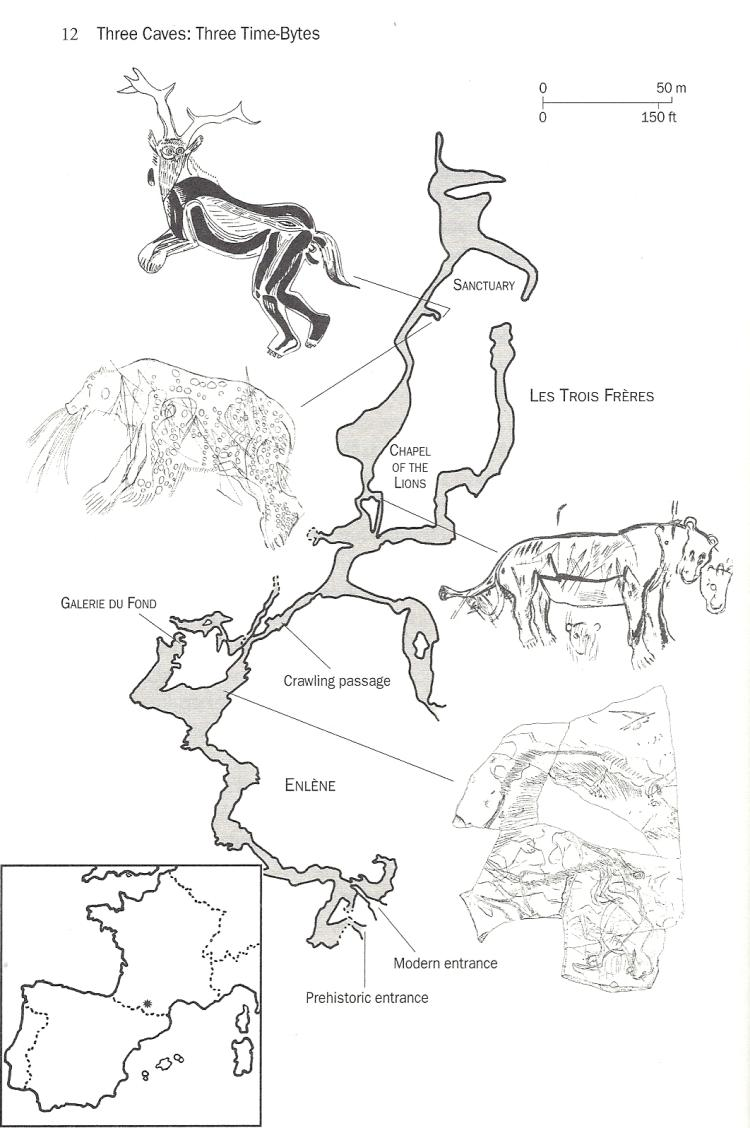 12 Three Caves: Three Time-Bytes
0 50 m
0 150 ft
SANCTUARY
LES TROIS FRÈRES
CHAPEL
OF THE
LIONS
GALERIE DU FOND
Crawling passage
ENLÈNE
Modern entrance
Prehistoric entrance